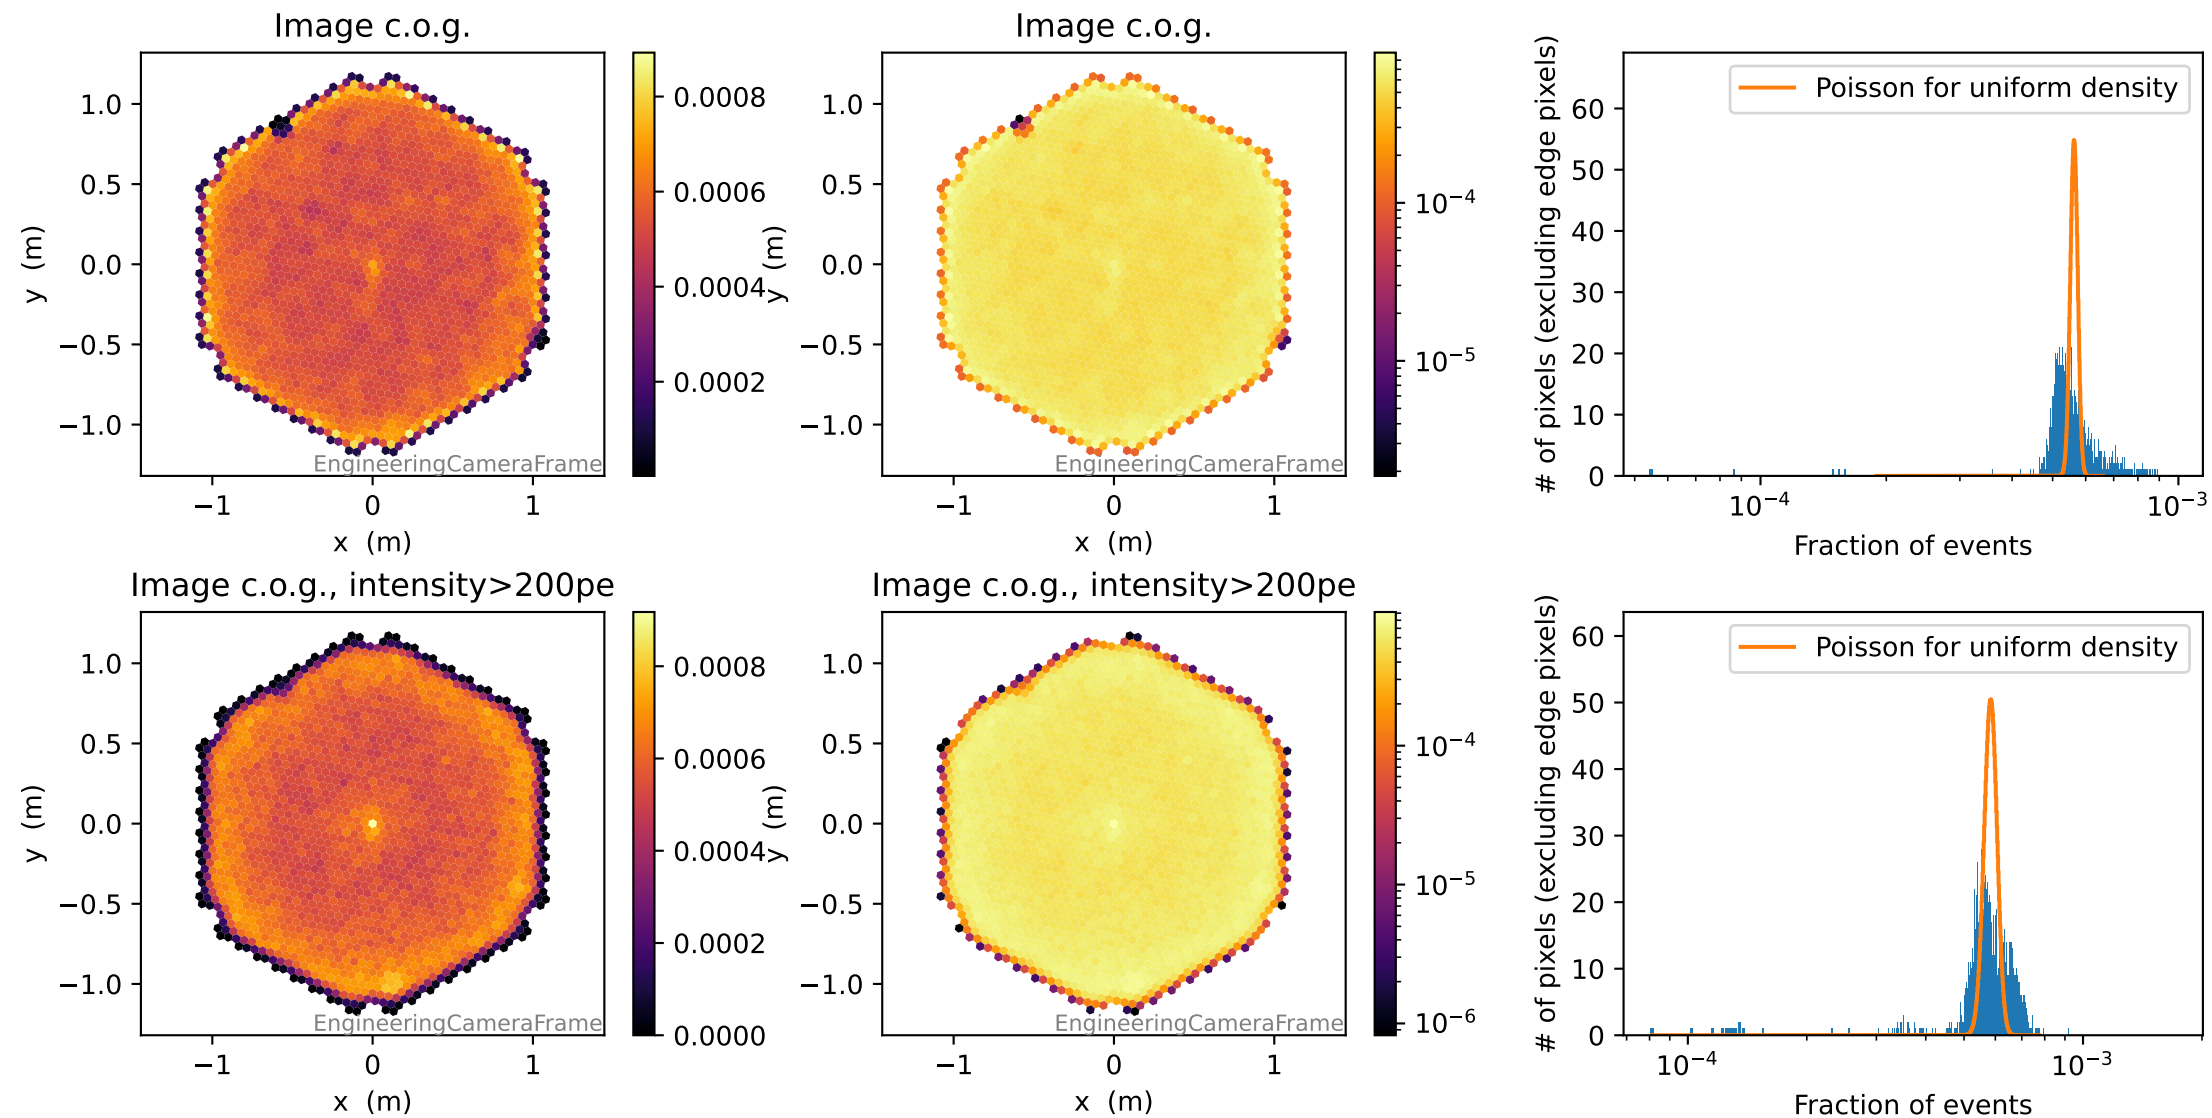 Image c.o.g.
1.0
0.5
0.0
−0.5
−1.0
y (m)
−1
0
1
x (m)
EngineeringCameraFrame
0.0008
0.0006
0.0004
0.0002
Image c.o.g.
1.0
0.5
0.0
−0.5
−1.0
y (m)
−1
0
1
x (m)
EngineeringCameraFrame
10⁻⁴
10⁻⁵
# of pixels (excluding edge pixels)
60
50
40
30
20
10
0
Poisson for uniform density
10⁻⁴
10⁻³
Fraction of events
Image c.o.g., intensity>200pe
1.0
0.5
0.0
−0.5
−1.0
y (m)
−1
0
1
x (m)
EngineeringCameraFrame
0.0008
0.0006
0.0004
0.0002
0.0000
Image c.o.g., intensity>200pe
1.0
0.5
0.0
−0.5
−1.0
y (m)
−1
0
1
x (m)
EngineeringCameraFrame
10⁻⁴
10⁻⁵
10⁻⁶
# of pixels (excluding edge pixels)
60
50
40
30
20
10
0
Poisson for uniform density
10⁻⁴
10⁻³
Fraction of events